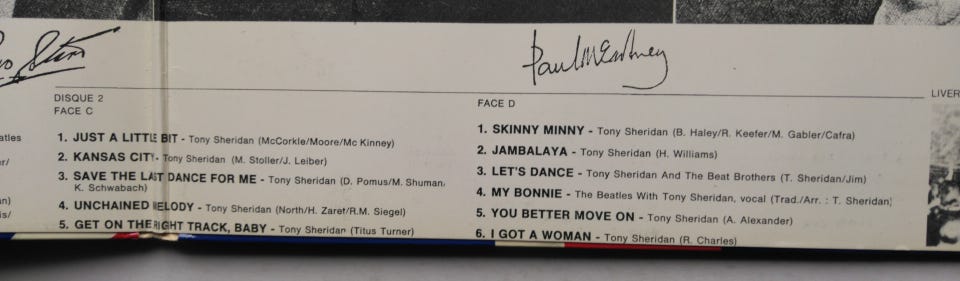 Paul McCartney
DISQUE 2
FACE C
1. JUST A LITTLE BIT - Tony Sheridan (McCorkle/Moore/Mc Kinney)
2. KANSAS CITY - Tony Sheridan (M. Stoller/J. Leiber)
3. SAVE THE LAST DANCE FOR ME - Tony Sheridan (D. Pomus/M. Shuman/
K. Schwabach)
4. UNCHAINED MELODY - Tony Sheridan (North/H. Zaret/R.M. Siegel)
5. GET ON THE RIGHT TRACK, BABY - Tony Sheridan (Titus Turner)
FACE D
1. SKINNY MINNY - Tony Sheridan (B. Haley/R. Keefer/M. Gabler/Cafra)
2. JAMBALAYA - Tony Sheridan (H. Williams)
3. LET'S DANCE - Tony Sheridan And The Beat Brothers (T. Sheridan/Jim)
4. MY BONNIE - The Beatles With Tony Sheridan, vocal (Trad./Arr. : T. Sheridan)
5. YOU BETTER MOVE ON - Tony Sheridan (A. Alexander)
6. I GOT A WOMAN - Tony Sheridan (R. Charles)
LIVER